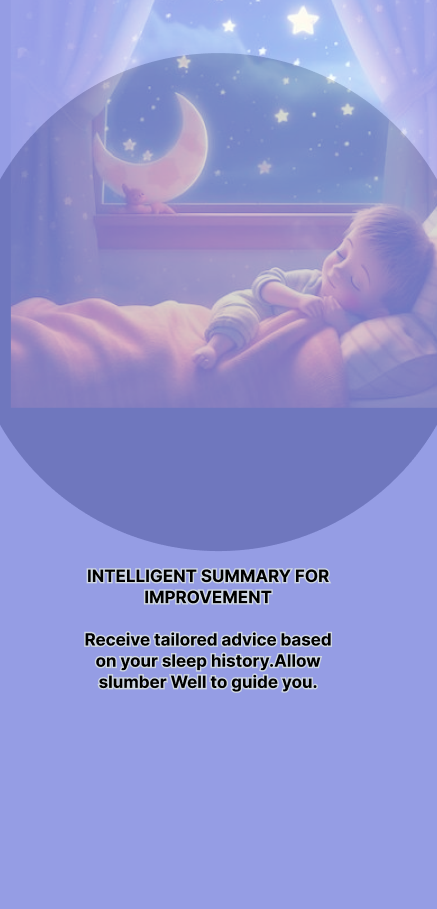 INTELLIGENT SUMMARY FOR
IMPROVEMENT
Receive tailored advice based
on your sleep history.Allow
slumber Well to guide you.